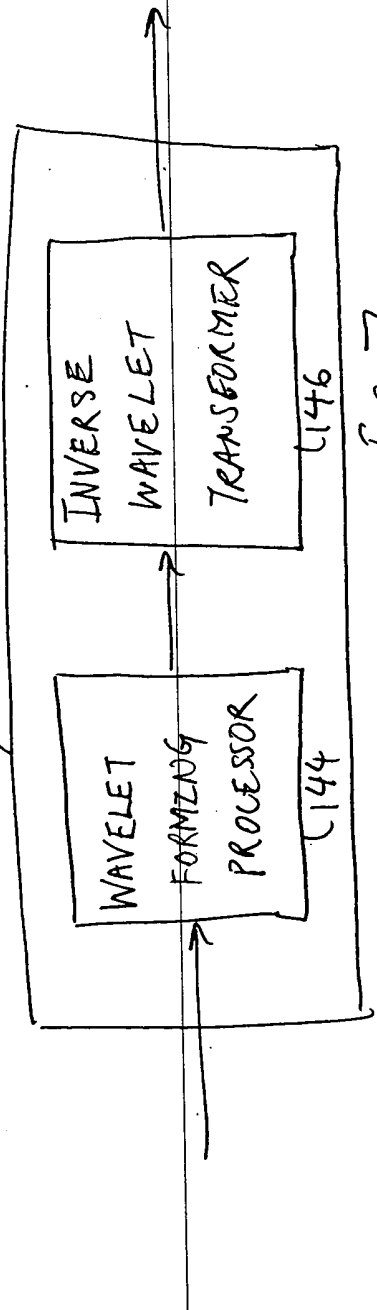 WAVELET
FORMING
PROCESSOR
144
INVERSE
WAVELET
TRANSFORMER
146